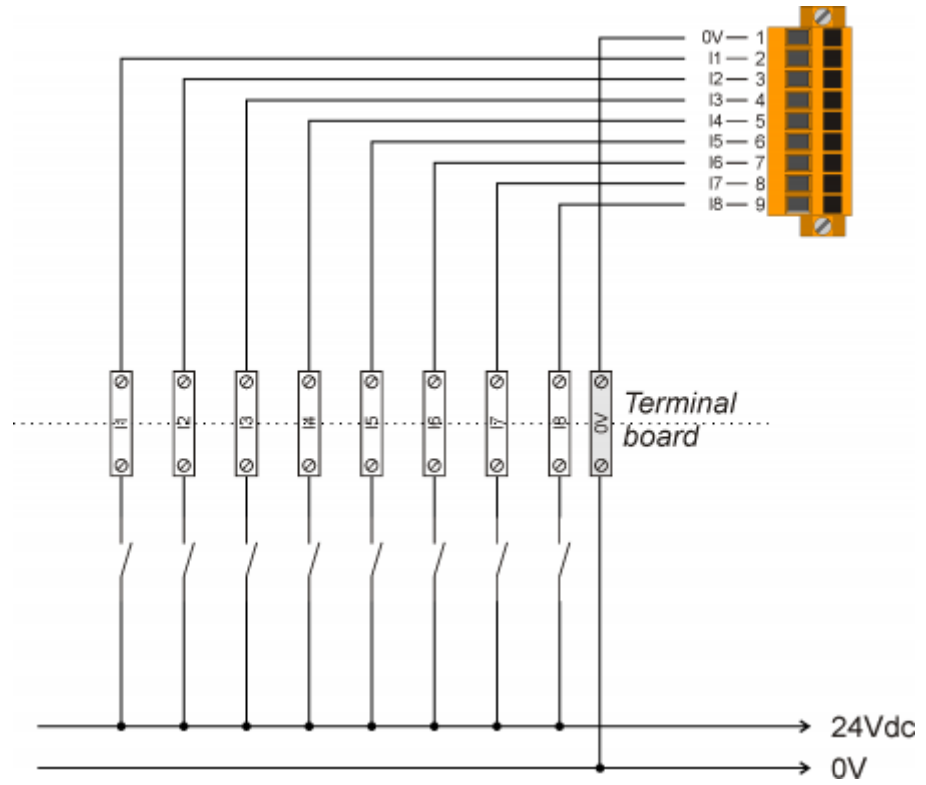 0V — 1
I1 — 2
I2 — 3
I3 — 4
I4 — 5
I5 — 6
I6 — 7
I7 — 8
I8 — 9
I1 I2 I3 I4 I5 I6 I7 I8 0V
Terminal
board
24Vdc
0V